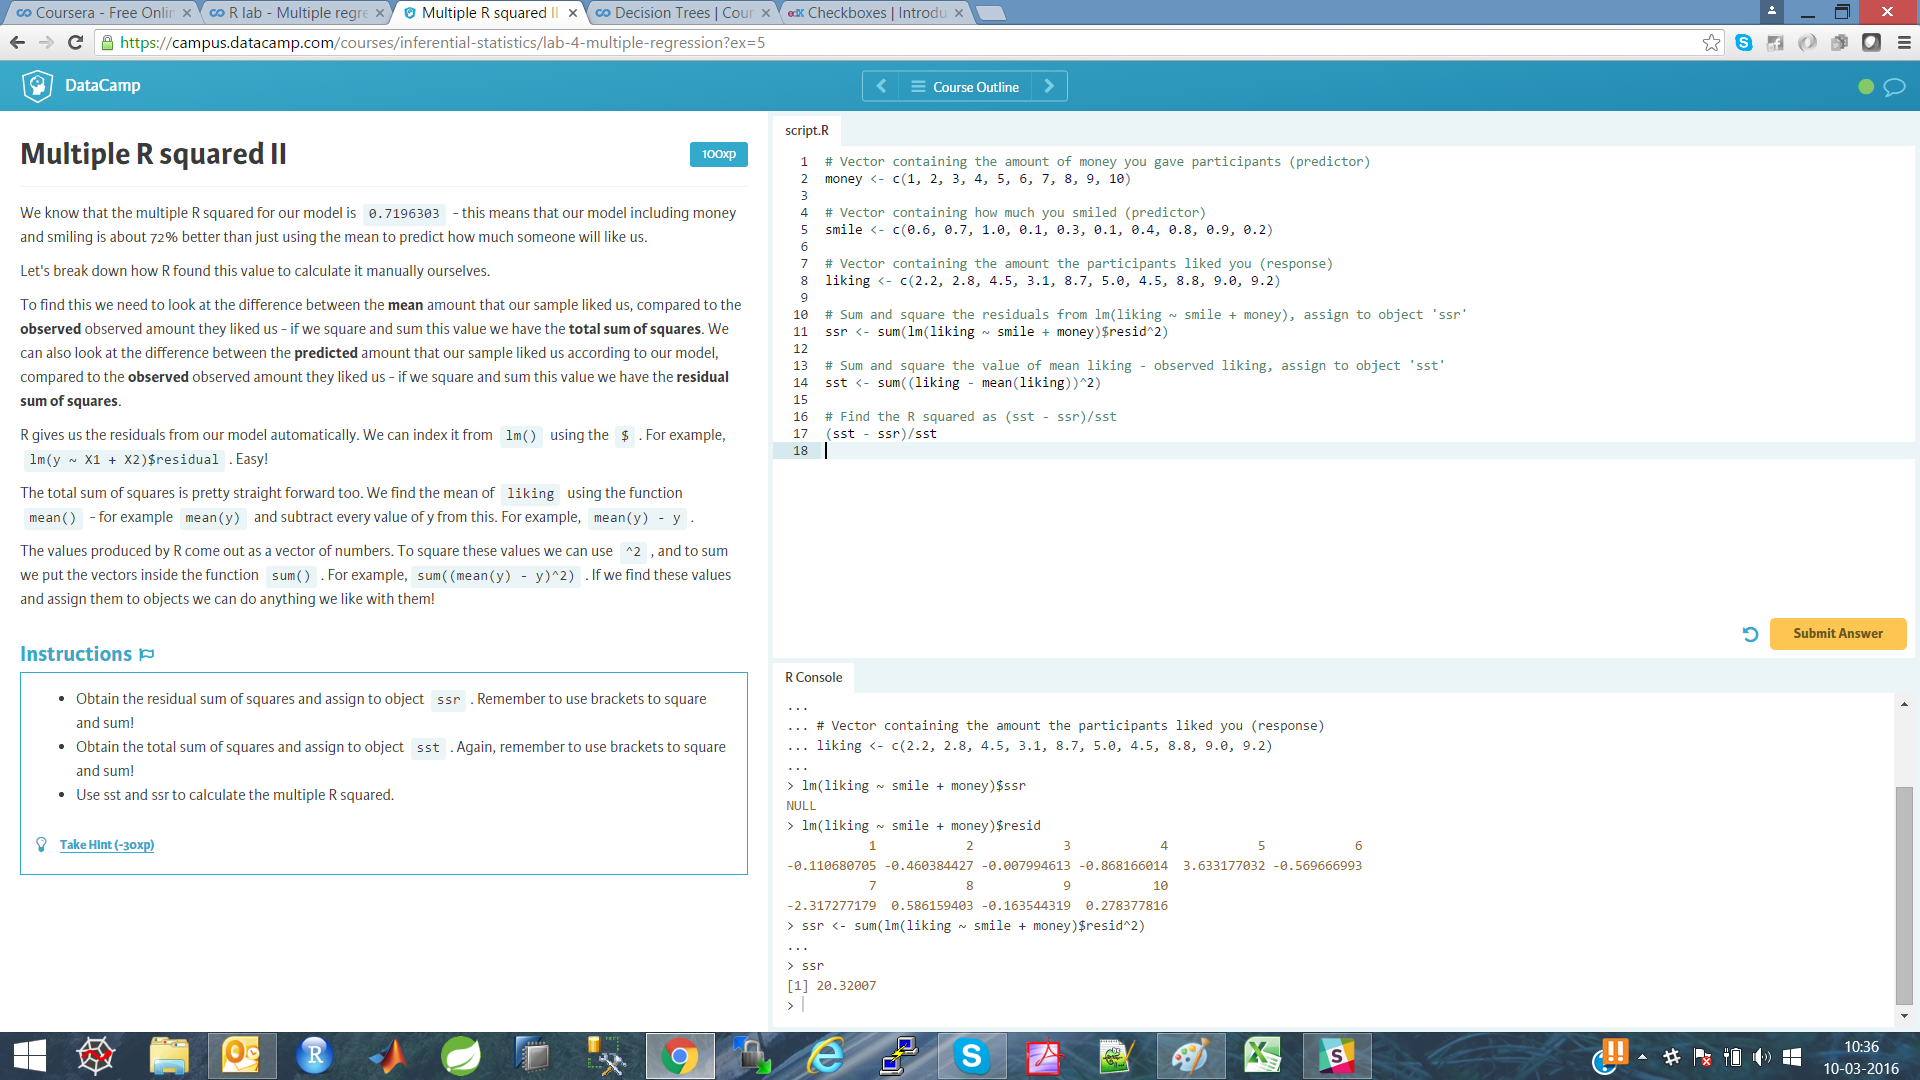 Coursera - Free Onlin
R lab - Multiple regre
Multiple R squared II
Decision Trees | Cour
edX Checkboxes | Introdu
https://campus.datacamp.com/courses/inferential-statistics/lab-4-multiple-regression?ex=5
DataCamp
Course Outline
Multiple R squared II
100xp
We know that the multiple R squared for our model is 0.7196303 - this means that our model including money
and smiling is about 72% better than just using the mean to predict how much someone will like us.
Let's break down how R found this value to calculate it manually ourselves.
To find this we need to look at the difference between the mean amount that our sample liked us, compared to the
observed observed amount they liked us - if we square and sum this value we have the total sum of squares. We
can also look at the difference between the predicted amount that our sample liked us according to our model,
compared to the observed observed amount they liked us - if we square and sum this value we have the residual
sum of squares.
R gives us the residuals from our model automatically. We can index it from lm() using the $ . For example,
lm(y ~ X1 + X2)$residual . Easy!
The total sum of squares is pretty straight forward too. We find the mean of liking using the function
mean() - for example mean(y) and subtract every value of y from this. For example, mean(y) - y .
The values produced by R come out as a vector of numbers. To square these values we can use ^2 , and to sum
we put the vectors inside the function sum() . For example, sum((mean(y) - y)^2) . If we find these values
and assign them to objects we can do anything we like with them!
Instructions
• Obtain the residual sum of squares and assign to object ssr . Remember to use brackets to square
and sum!
• Obtain the total sum of squares and assign to object sst . Again, remember to use brackets to square
and sum!
• Use sst and ssr to calculate the multiple R squared.
Take Hint (-30xp)
script.R
1 # Vector containing the amount of money you gave participants (predictor)
2 money <- c(1, 2, 3, 4, 5, 6, 7, 8, 9, 10)
3
4 # Vector containing how much you smiled (predictor)
5 smile <- c(0.6, 0.7, 1.0, 0.1, 0.3, 0.1, 0.4, 0.8, 0.9, 0.2)
6
7 # Vector containing the amount the participants liked you (response)
8 liking <- c(2.2, 2.8, 4.5, 3.1, 8.7, 5.0, 4.5, 8.8, 9.0, 9.2)
9
10 # Sum and square the residuals from lm(liking ~ smile + money), assign to object 'ssr'
11 ssr <- sum(lm(liking ~ smile + money)$resid^2)
12
13 # Sum and square the value of mean liking - observed liking, assign to object 'sst'
14 sst <- sum((liking - mean(liking))^2)
15
16 # Find the R squared as (sst - ssr)/sst
17 (sst - ssr)/sst
18
Submit Answer
R Console
...
... # Vector containing the amount the participants liked you (response)
... liking <- c(2.2, 2.8, 4.5, 3.1, 8.7, 5.0, 4.5, 8.8, 9.0, 9.2)
...
> lm(liking ~ smile + money)$ssr
NULL
> lm(liking ~ smile + money)$resid
1 2 3 4 5 6
-0.110680705 -0.460384427 -0.007994613 -0.868166014 3.633177032 -0.569666993
7 8 9 10
-2.317277179 0.586159403 -0.163544319 0.278377816
> ssr <- sum(lm(liking ~ smile + money)$resid^2)
...
> ssr
[1] 20.32007
>
10:36
10-03-2016